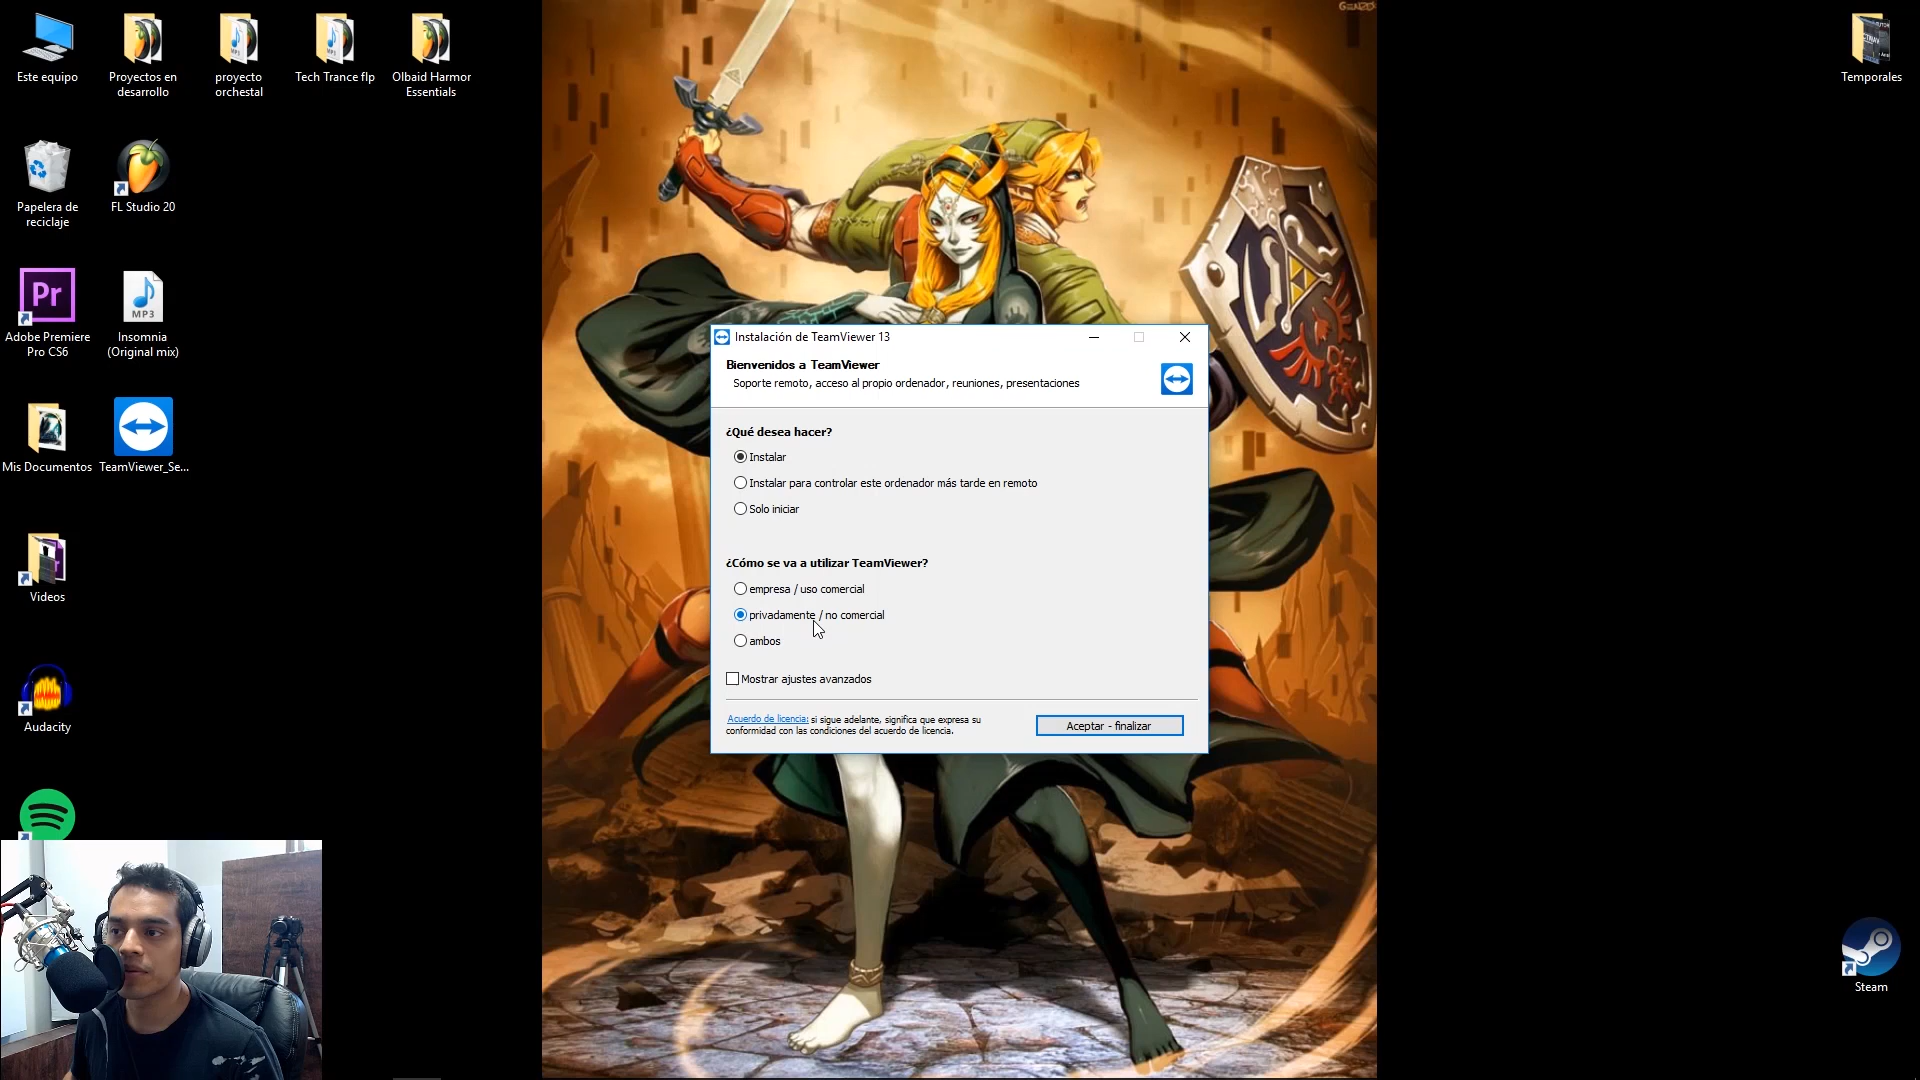 Este equipo
Proyectos en
desarrollo
proyecto
orchestal
Tech Trance flp
Olbaid Harmor
Essentials
Temporales
Papelera de
reciclaje
FL Studio 20
Pr
Adobe Premiere
Pro CS6
MP3
Insomnia
(Original mix)
Mis Documentos
TeamViewer_Se...
Videos
Audacity
Steam
Instalación de TeamViewer 13
Bienvenidos a TeamViewer
Soporte remoto, acceso al propio ordenador, reuniones, presentaciones
¿Qué desea hacer?
Instalar
Instalar para controlar este ordenador más tarde en remoto
Solo iniciar
¿Cómo se va a utilizar TeamViewer?
empresa / uso comercial
privadamente / no comercial
ambos
Mostrar ajustes avanzados
Acuerdo de licencia: si sigue adelante, significa que expresa su
conformidad con las condiciones del acuerdo de licencia.
Aceptar - finalizar